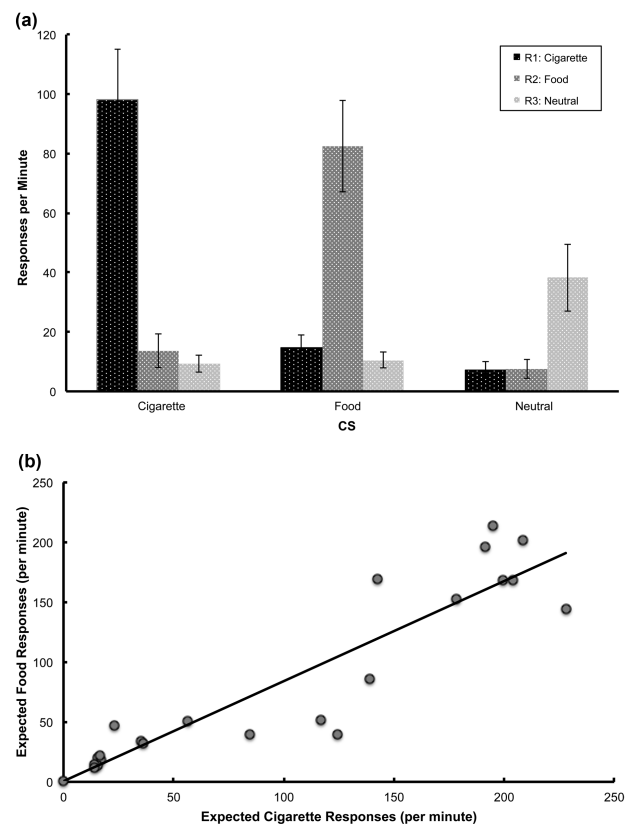 (a)
120
100
80
60
40
20
0
Responses per Minute
R1: Cigarette
R2: Food
R3: Neutral
Cigarette
Food
Neutral
CS
(b)
250
200
150
100
50
0
Expected Food Responses (per minute)
0
50
100
150
200
250
Expected Cigarette Responses (per minute)